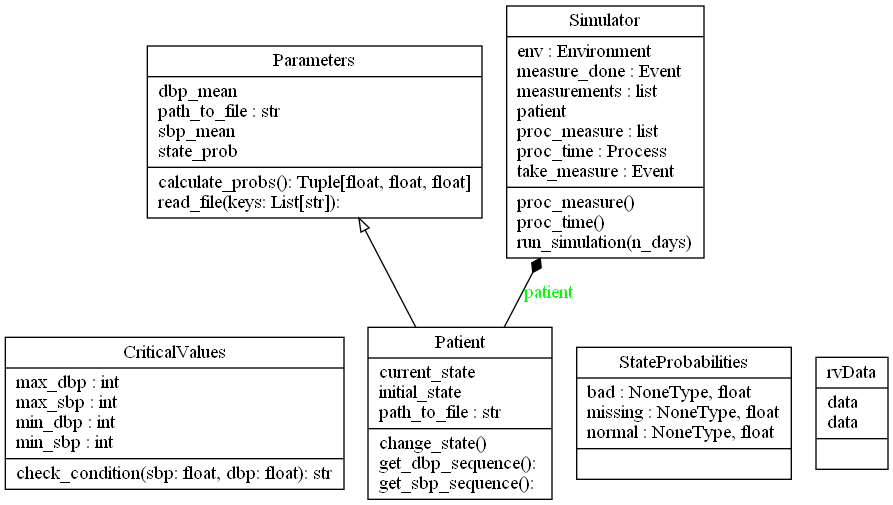 Simulator
env : Environment
measure_done : Event
measurements : list
patient
proc_measure : list
proc_time : Process
take_measure : Event
proc_measure()
proc_time()
run_simulation(n_days)
Parameters
dbp_mean
path_to_file : str
sbp_mean
state_prob
calculate_probs(): Tuple[float, float, float]
read_file(keys: List[str]):
patient
CriticalValues
max_dbp : int
max_sbp : int
min_dbp : int
min_sbp : int
check_condition(sbp: float, dbp: float): str
Patient
current_state
initial_state
path_to_file : str
change_state()
get_dbp_sequence():
get_sbp_sequence():
StateProbabilities
bad : NoneType, float
missing : NoneType, float
normal : NoneType, float
rvData
data
data